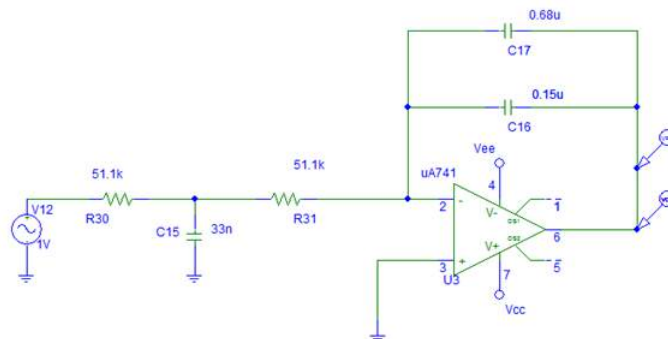 0.68u
C17
0.15u
C16
51.1k
51.1k
uA741
Vee
V12
1V
R30
C15
33n
R31
2
-
4
V-
OS1
1
6
V+
OS2
5
3
+
U3
7
Vcc